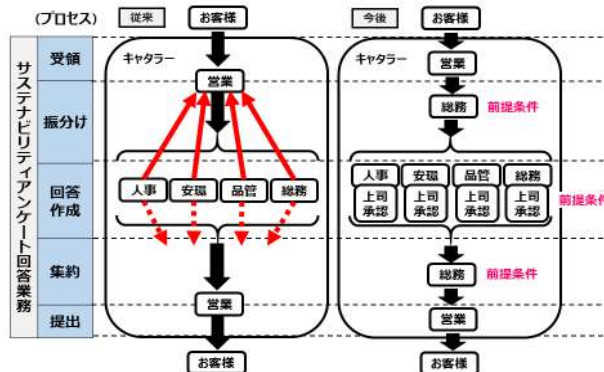 (プロセス)
従来
お客様
今後
お客様
サステナビリティアンケート回答業務
受領
振分け
回答
作成
集約
提出
キャタラー
営業
人事
安環
品管
総務
営業
お客様
キャタラー
営業
総務
前提条件
人事
安環
品管
総務
上司
承認
上司
承認
上司
承認
上司
承認
前提条件
総務
前提条件
営業
お客様